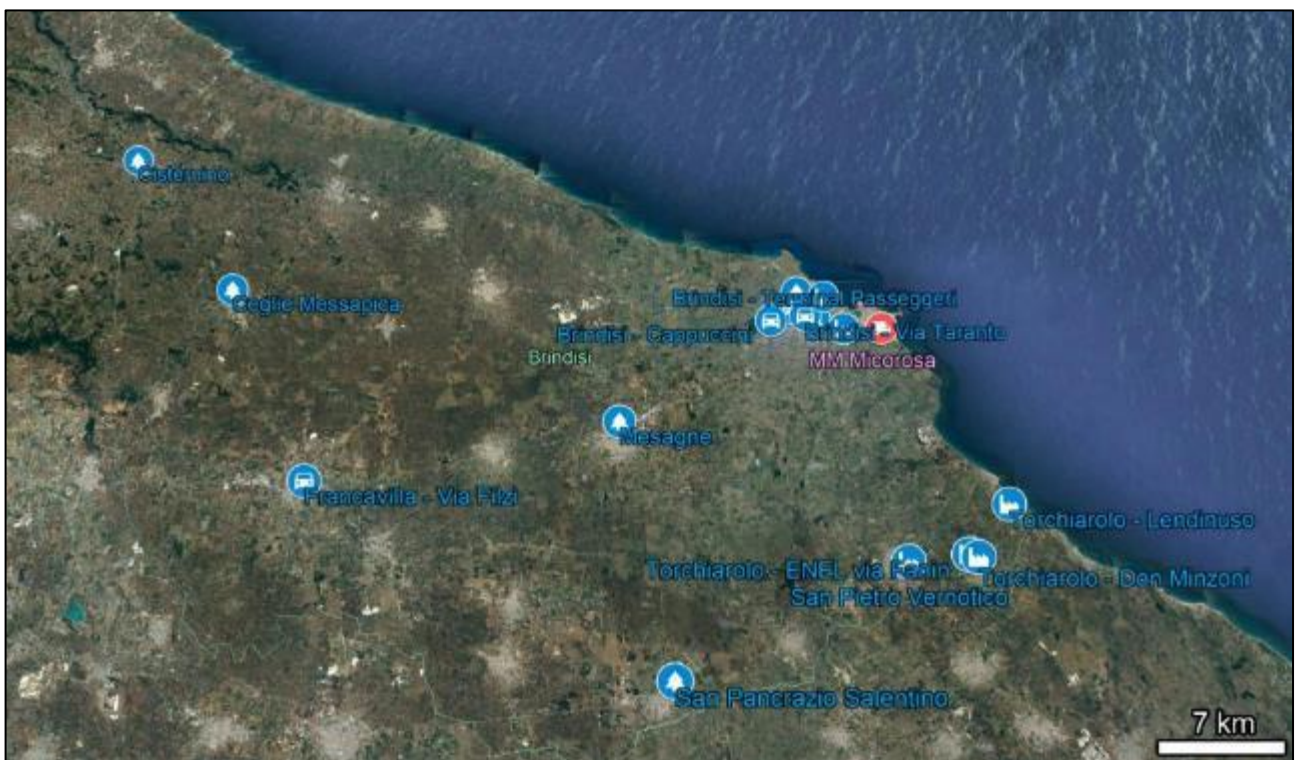 Cisternino
Ceglie Messapica
Brindisi - Terminal Passeggeri
Brindisi - Cappuccini
Brindisi - Via Taranto
Brindisi
MM Micorosa
Mesagne
Francavilla - Via Filzi
Torchiarolo - Lendinuso
Torchiarolo - ENEL via Fanin
Torchiarolo - Don Minzoni
San Pietro Vernotico
San Pancrazio Salentino
7 km